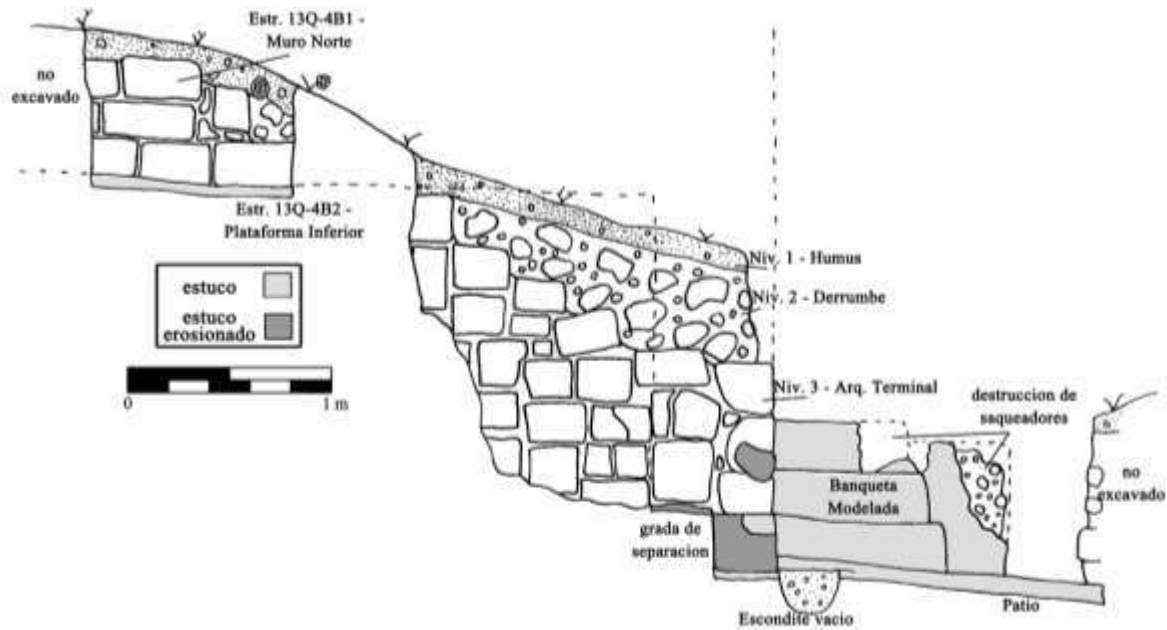 Estr. 13Q-4B1 -
Muro Norte
no
excavado
Estr. 13Q-4B2 -
Plataforma Inferior
estuco
estuco
erosionado
0
1 m
Niv. 1 - Humus
Niv. 2 - Derrumbe
Niv. 3 - Arq. Terminal
destruccion de
saqueadores
no
excavado
Banqueta
Modelada
grada de
separacion
Patio
Escondite vacio